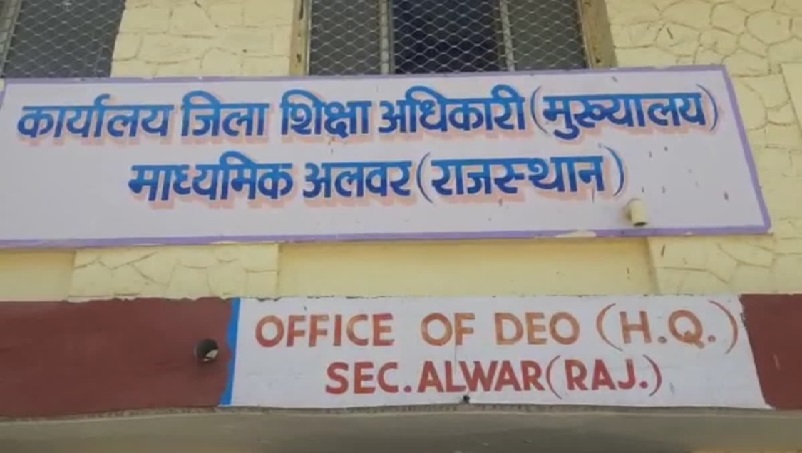 कार्यालय जिला शिक्षा अधिकारी (मुख्यालय)
माध्यमिक अलवर (राजस्थान)
OFFICE OF DEO (H.Q.)
SEC. ALWAR (RAJ.)